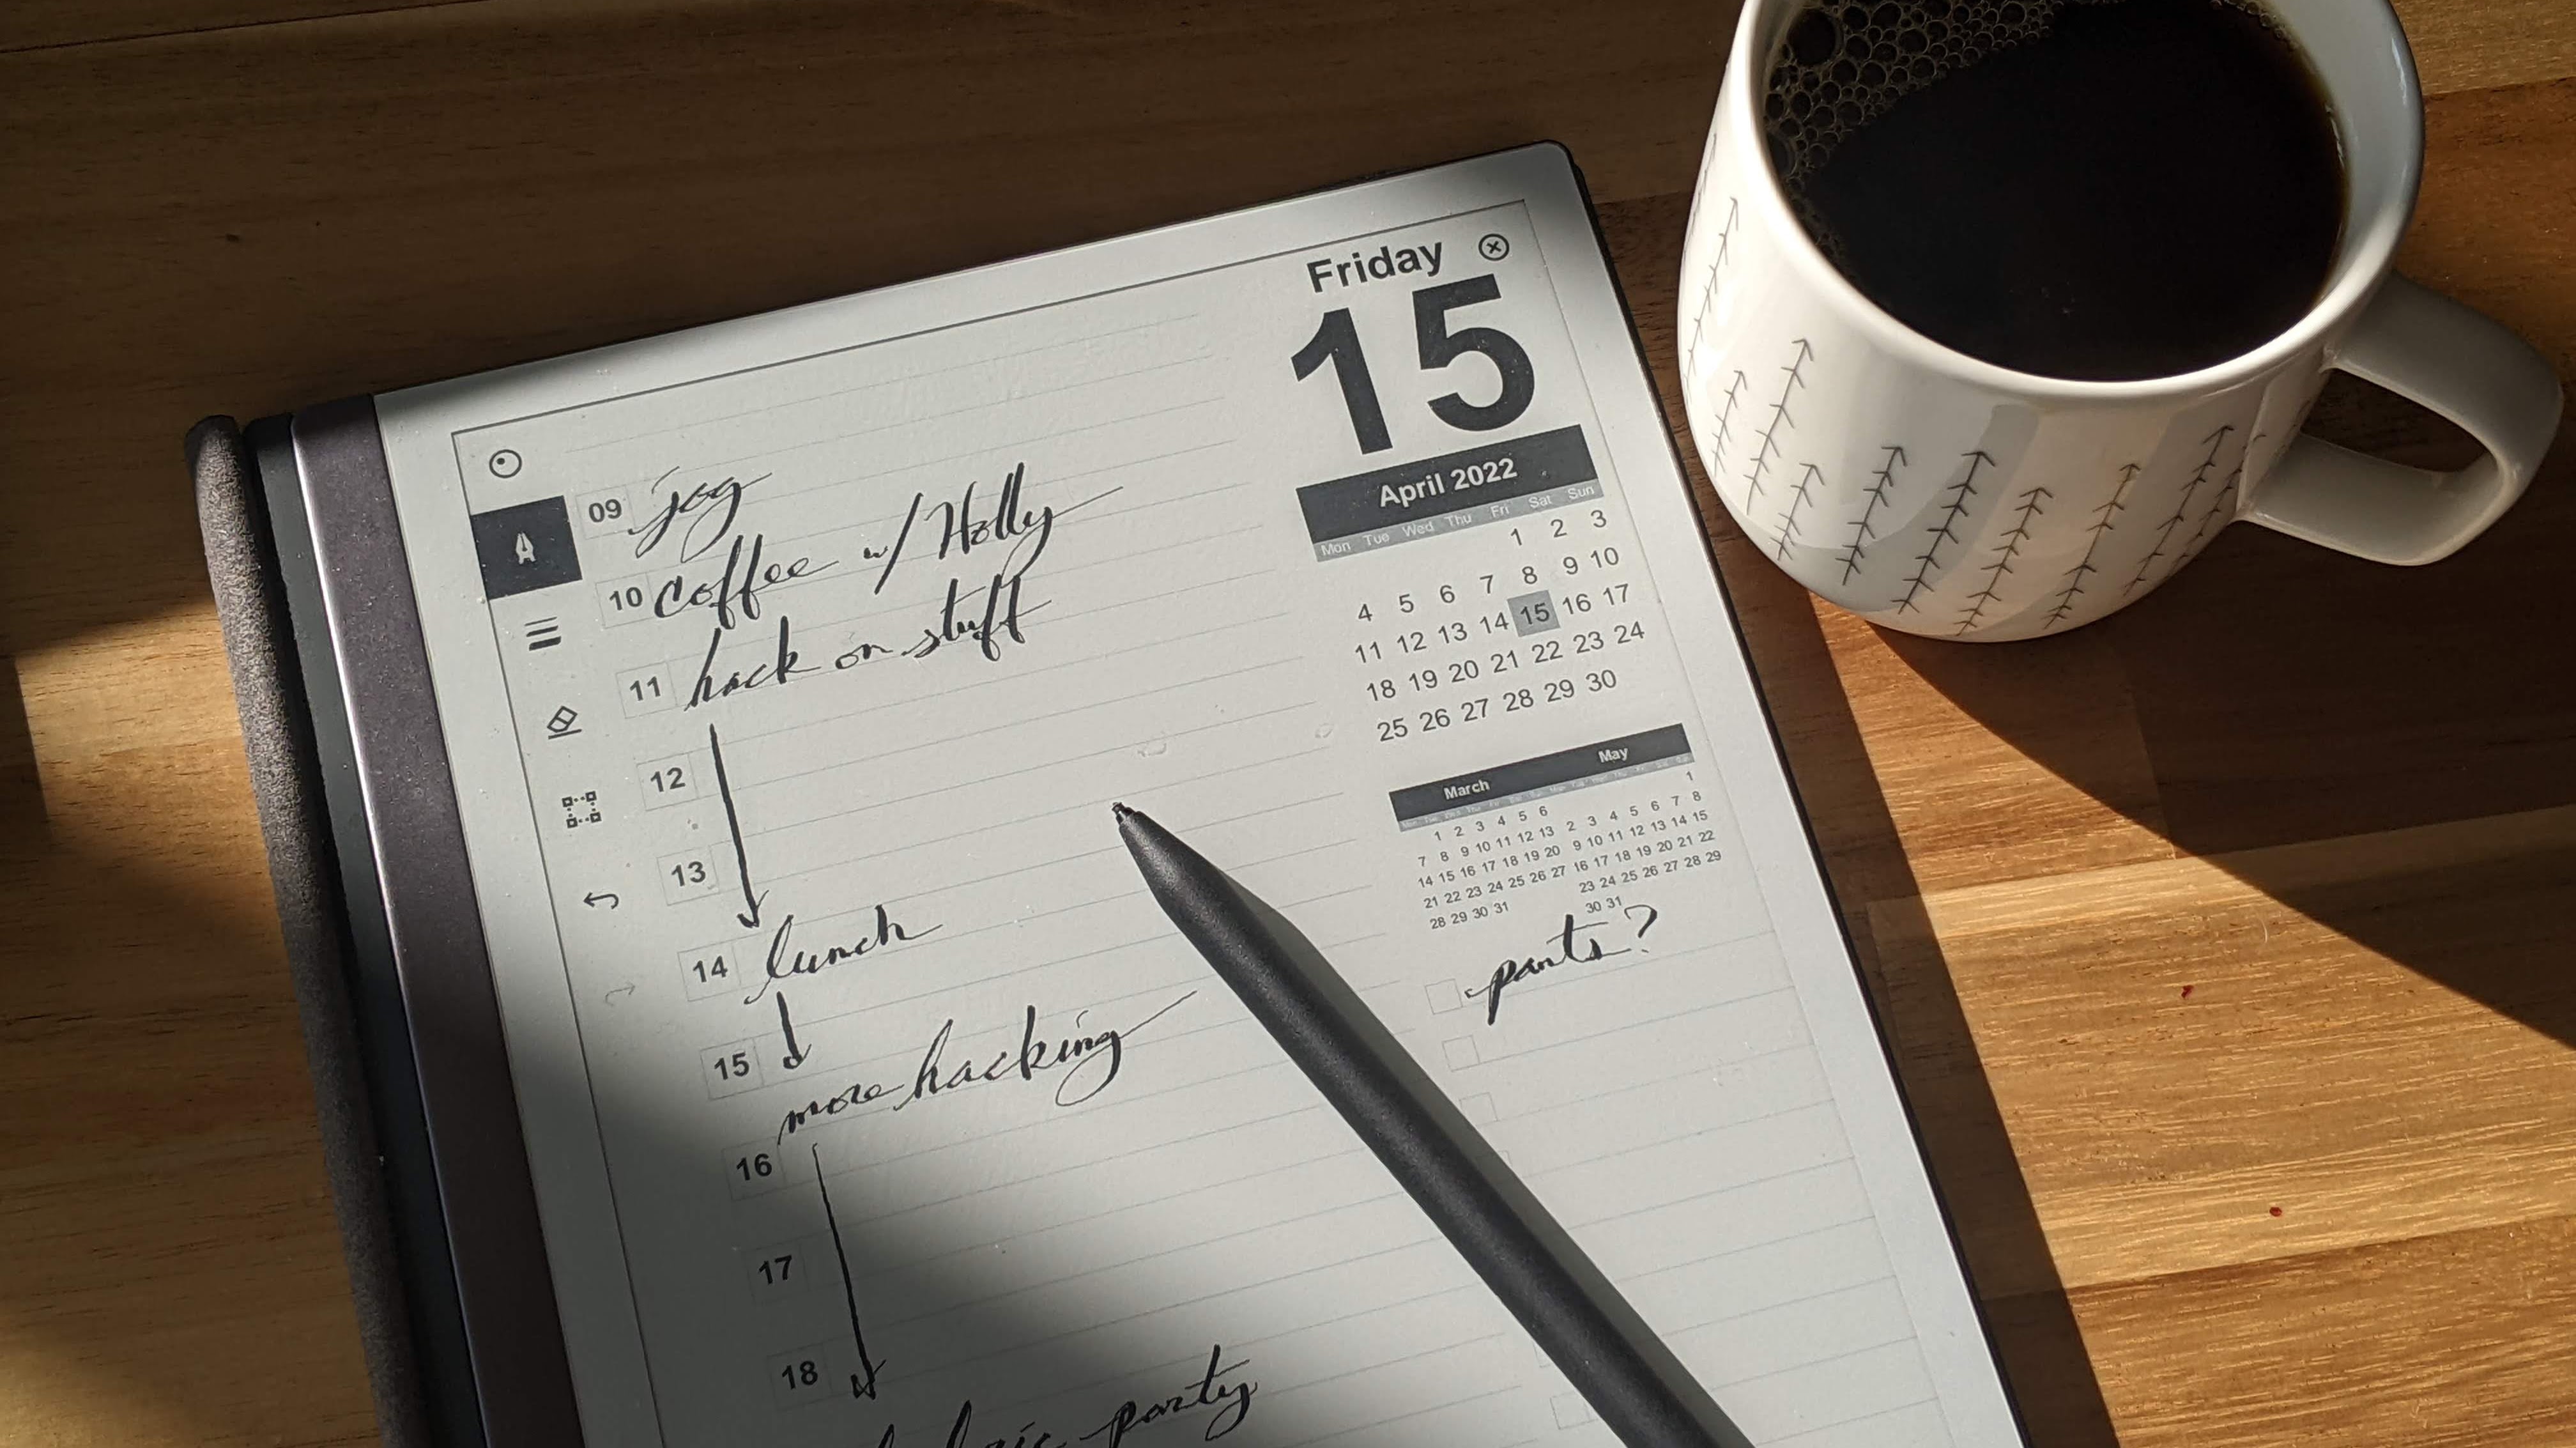 Friday
15
April 2022
Mon Tue Wed Thu Fri Sat Sun
1 2 3
4 5 6 7 8 9 10
11 12 13 14 15 16 17
18 19 20 21 22 23 24
25 26 27 28 29 30
March May
1 2 3 4 5 6
7 8 9 10 11 12 13
14 15 16 17 18 19 20
21 22 23 24 25 26 27
28 29 30 31
1
2 3 4 5 6 7 8
9 10 11 12 13 14 15
16 17 18 19 20 21 22
23 24 25 26 27 28 29
30 31
pants?
09 jog
10 coffee w/ Holly
11 hack on stuff
12
13
14 lunch
15
more hacking
16
17
18
party